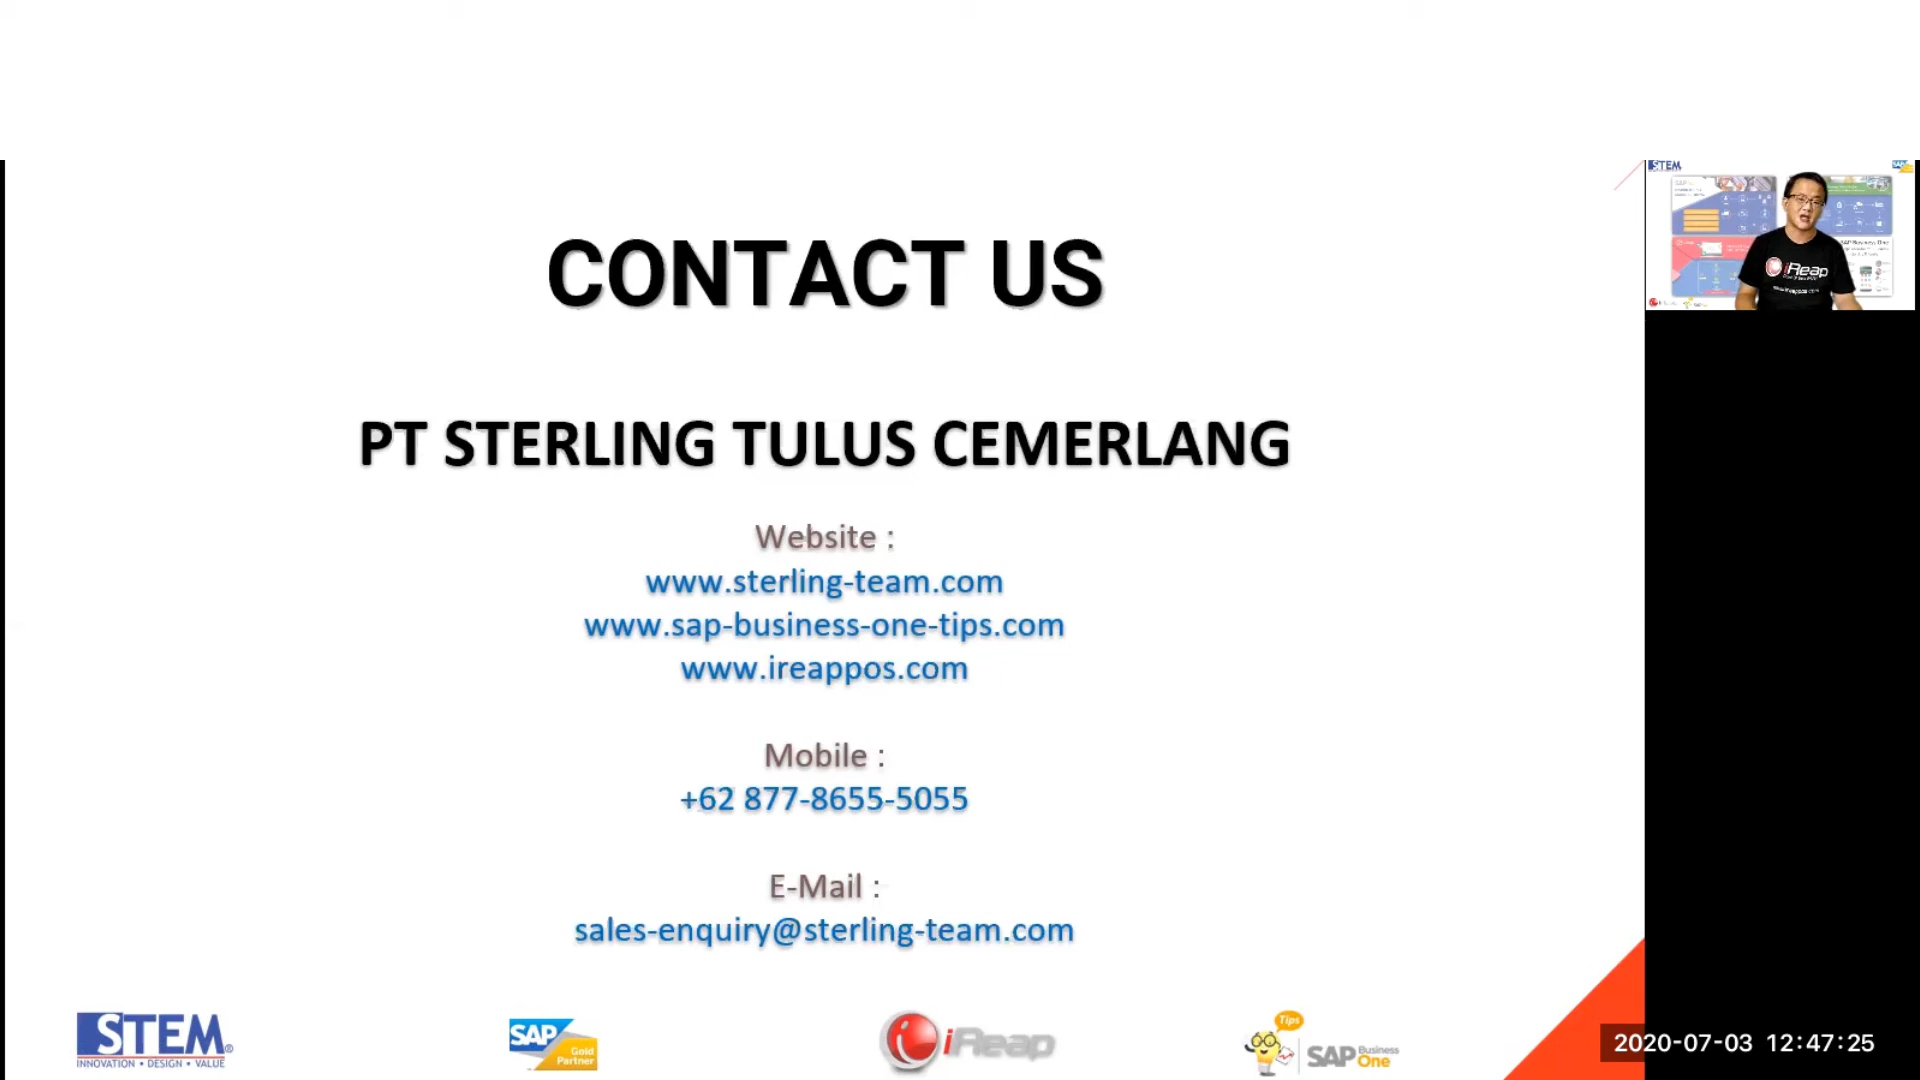 CONTACT US
PT STERLING TULUS CEMERLANG
Website :
www.sterling-team.com
www.sap-business-one-tips.com
www.ireappos.com
Mobile :
+62 877-8655-5055
E-Mail :
sales-enquiry@sterling-team.com
STEM
iReap
STEM®
INNOVATION • DESIGN • VALUE
SAP Gold Partner
iReap
Tips
SAP Business One
2020-07-03 12:47:25